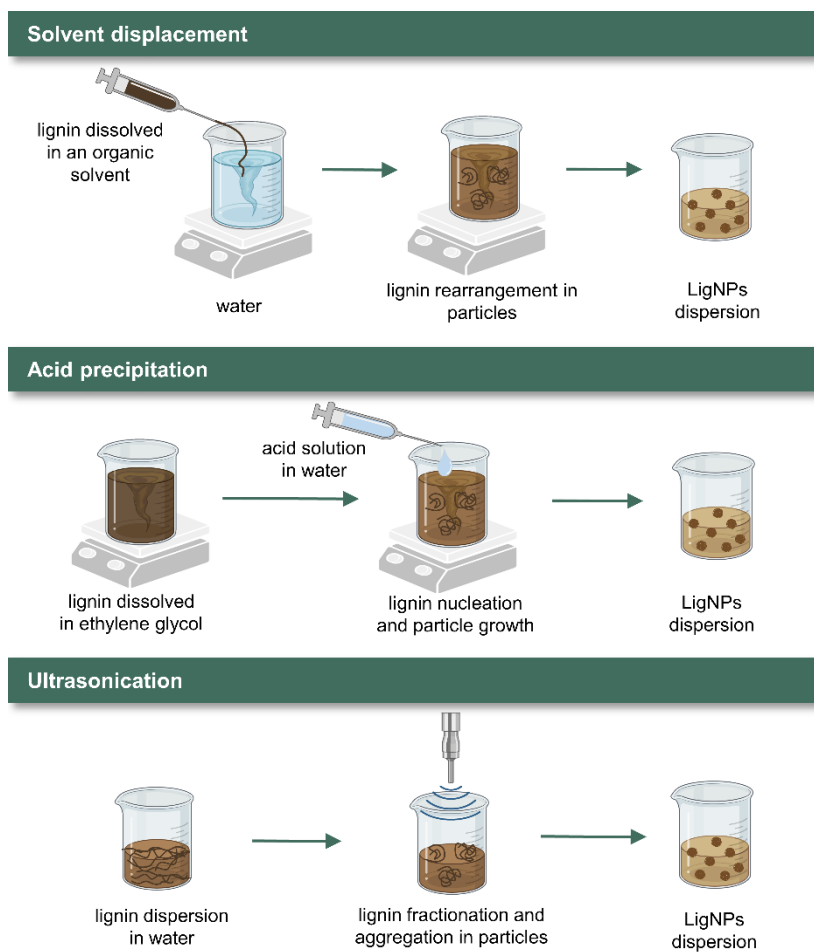 Solvent displacement
lignin dissolved
in an organic
solvent
water
lignin rearrangement in
particles
LigNPs
dispersion
Acid precipitation
acid solution
in water
lignin dissolved
in ethylene glycol
lignin nucleation
and particle growth
LigNPs
dispersion
Ultrasonication
lignin dispersion
in water
lignin fractionation and
aggregation in particles
LigNPs
dispersion